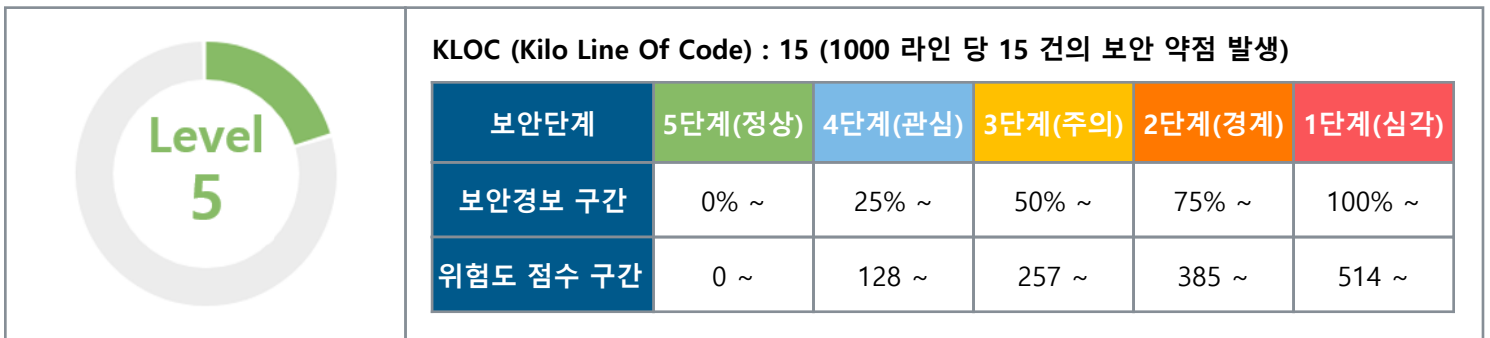 Level
5
KLOC (Kilo Line Of Code) : 15 (1000 라인 당 15 건의 보안 약점 발생)
보안단계 5단계(정상) 4단계(관심) 3단계(주의) 2단계(경계) 1단계(심각)
보안경보 구간 0% ~ 25% ~ 50% ~ 75% ~ 100% ~
위험도 점수 구간 0 ~ 128 ~ 257 ~ 385 ~ 514 ~